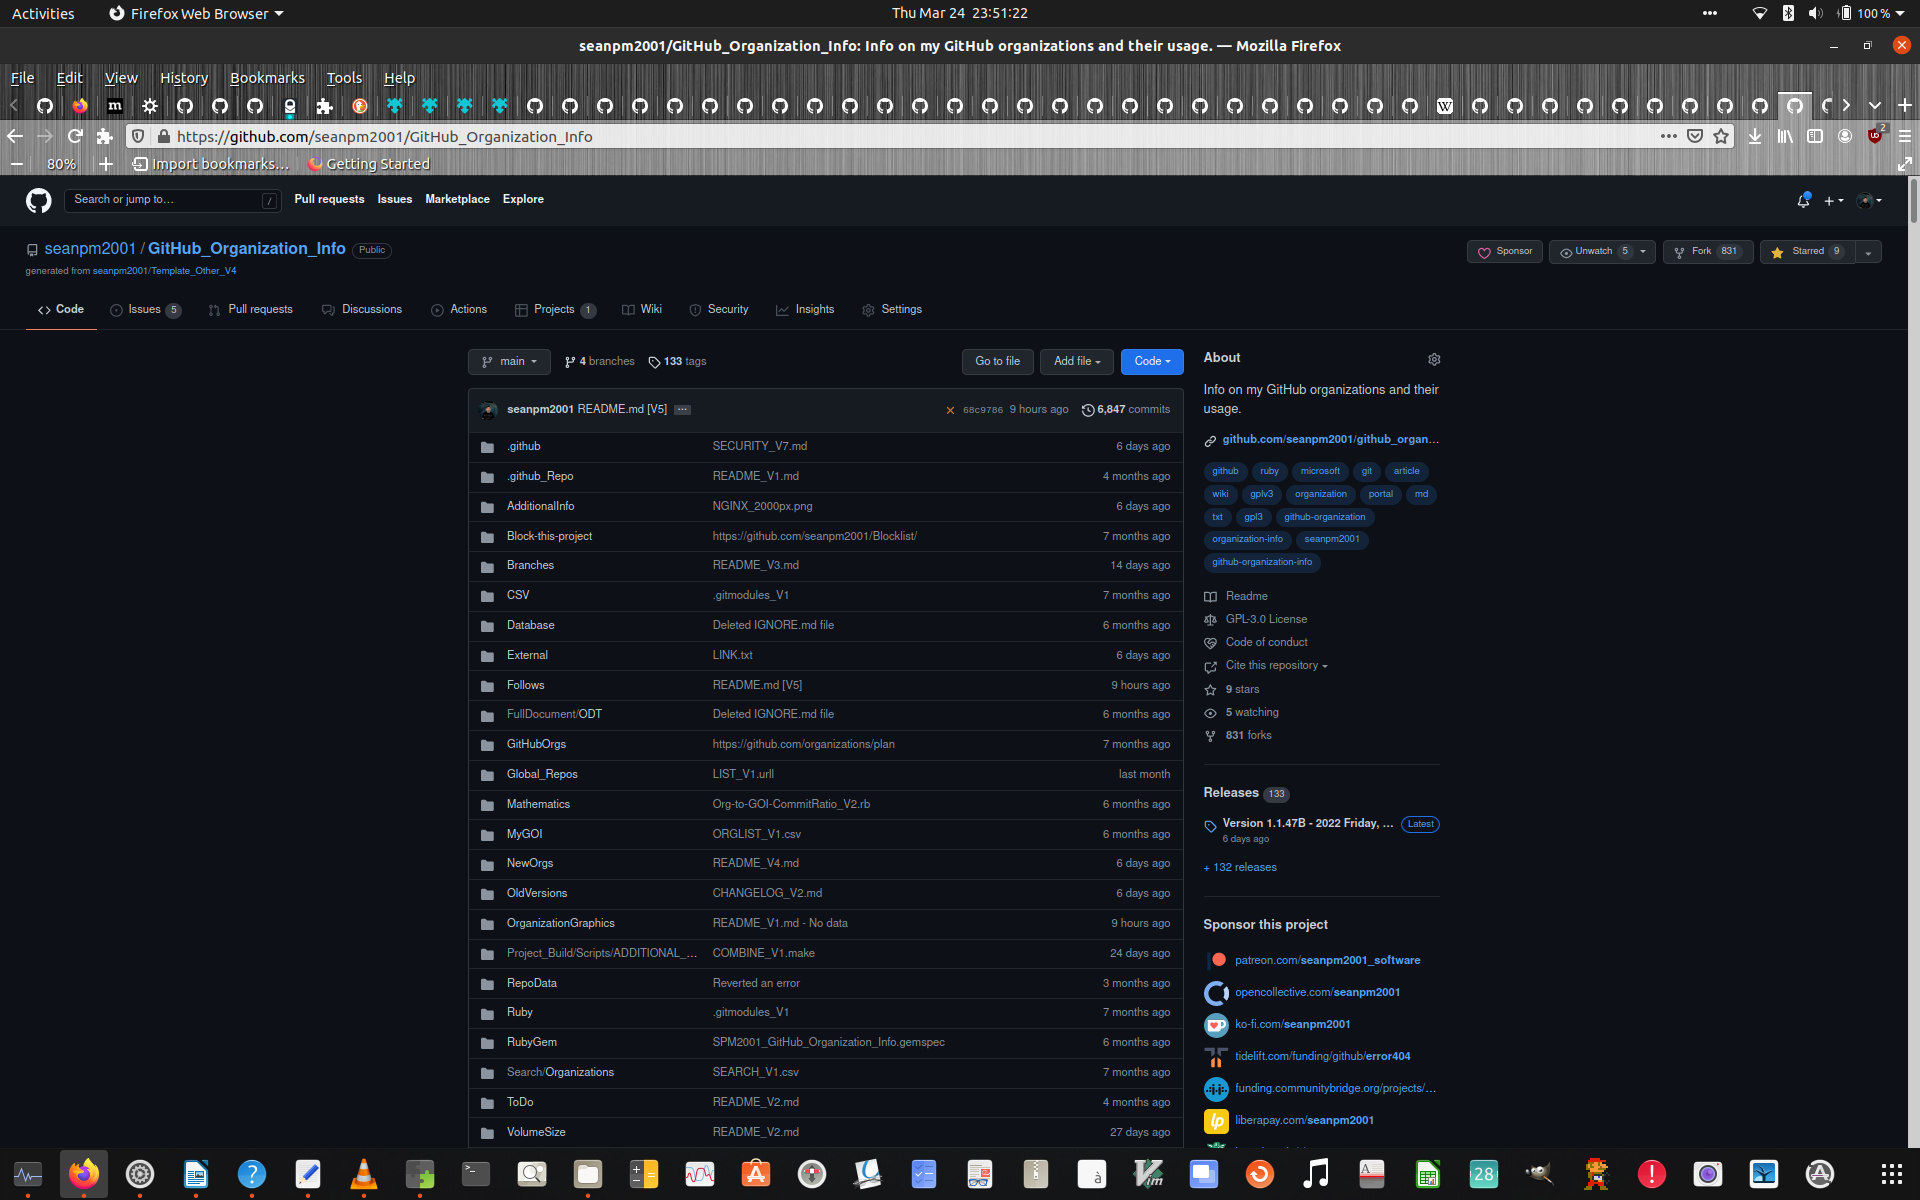 Activities Firefox Web Browser Thu Mar 24 23:51:22 100 %
seanpm2001/GitHub_Organization_Info: Info on my GitHub organizations and their usage. — Mozilla Firefox
File Edit View History Bookmarks Tools Help
https://github.com/seanpm2001/GitHub_Organization_Info 2
80% Import bookmarks… Getting Started
Search or jump to… / Pull requests Issues Marketplace Explore
seanpm2001 / GitHub_Organization_Info Public
Sponsor Unwatch 5 Fork 831 Starred 9
generated from seanpm2001/Template_Other_V4
Code Issues 5 Pull requests Discussions Actions Projects 1 Wiki Security Insights Settings
main 4 branches 133 tags Go to file Add file Code
seanpm2001 README.md [V5] 68c9786 9 hours ago 6,847 commits
.github SECURITY_V7.md 6 days ago
.github_Repo README_V1.md 4 months ago
AdditionalInfo NGINX_2000px.png 6 days ago
Block-this-project https://github.com/seanpm2001/Blocklist/ 7 months ago
Branches README_V3.md 14 days ago
CSV .gitmodules_V1 7 months ago
Database Deleted IGNORE.md file 6 months ago
External LINK.txt 6 days ago
Follows README.md [V5] 9 hours ago
FullDocument/ODT Deleted IGNORE.md file 6 months ago
GitHubOrgs https://github.com/organizations/plan 7 months ago
Global_Repos LIST_V1.urll last month
Mathematics Org-to-GOI-CommitRatio_V2.rb 6 months ago
MyGOI ORGLIST_V1.csv 6 months ago
NewOrgs README_V4.md 6 days ago
OldVersions CHANGELOG_V2.md 6 days ago
OrganizationGraphics README_V1.md - No data 9 hours ago
Project_Build/Scripts/ADDITIONAL_… COMBINE_V1.make 24 days ago
RepoData Reverted an error 3 months ago
Ruby .gitmodules_V1 7 months ago
RubyGem SPM2001_GitHub_Organization_Info.gemspec 6 months ago
Search/Organizations SEARCH_V1.csv 7 months ago
ToDo README_V2.md 4 months ago
VolumeSize README_V2.md 27 days ago
About
Info on my GitHub organizations and their
usage.
github.com/seanpm2001/github_organ…
github ruby microsoft git article
wiki gplv3 organization portal md
txt gpl3 github-organization
organization-info seanpm2001
github-organization-info
Readme
GPL-3.0 License
Code of conduct
Cite this repository
9 stars
5 watching
831 forks
Releases 133
Version 1.1.47B - 2022 Friday, … Latest
6 days ago
+ 132 releases
Sponsor this project
patreon.com/seanpm2001_software
opencollective.com/seanpm2001
ko-fi.com/seanpm2001
tidelift.com/funding/github/error404
funding.communitybridge.org/projects/…
liberapay.com/seanpm2001
28